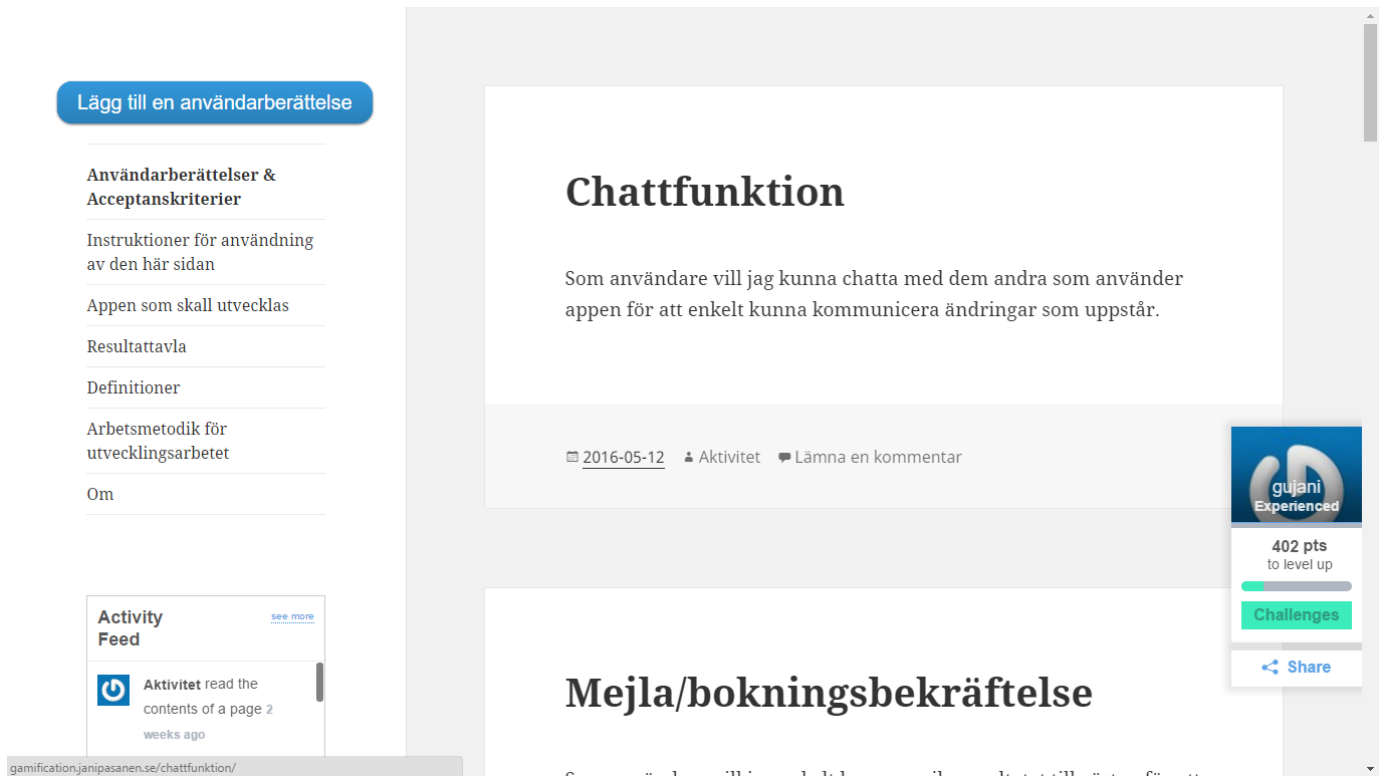 Lägg till en användarberättelse
Användarberättelser &
Acceptanskriterier
Instruktioner för användning
av den här sidan
Appen som skall utvecklas
Resultattavla
Definitioner
Arbetsmetodik för
utvecklingsarbetet
Om
Activity
Feed
see more
Aktivitet read the
contents of a page 2
weeks ago
gamification.janipasanen.se/chattfunktion/
Chattfunktion
Som användare vill jag kunna chatta med dem andra som använder
appen för att enkelt kunna kommunicera ändringar som uppstår.
2016-05-12 Aktivitet Lämna en kommentar
Mejla/bokningsbekräftelse
gujani
Experienced
402 pts
to level up
Challenges
Share